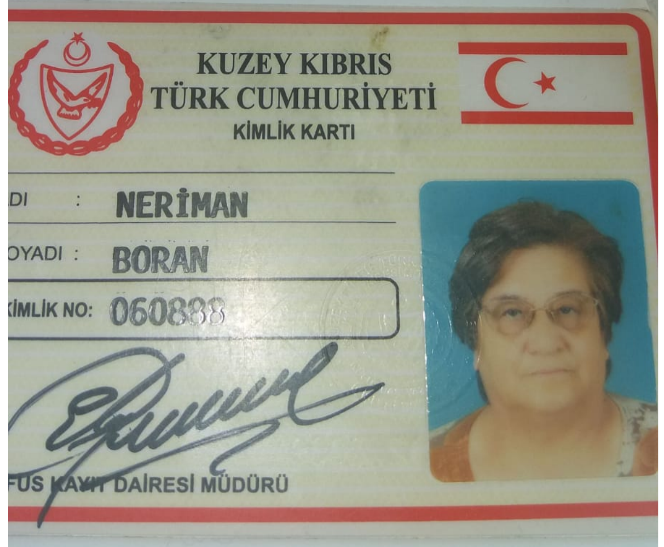 KUZEY KIBRIS
TÜRK CUMHURİYETİ
KİMLİK KARTI
DI : NERİMAN
OYADI : BORAN
KİMLİK NO: 060888
FUS KAYIT DAİRESİ MÜDÜRÜ